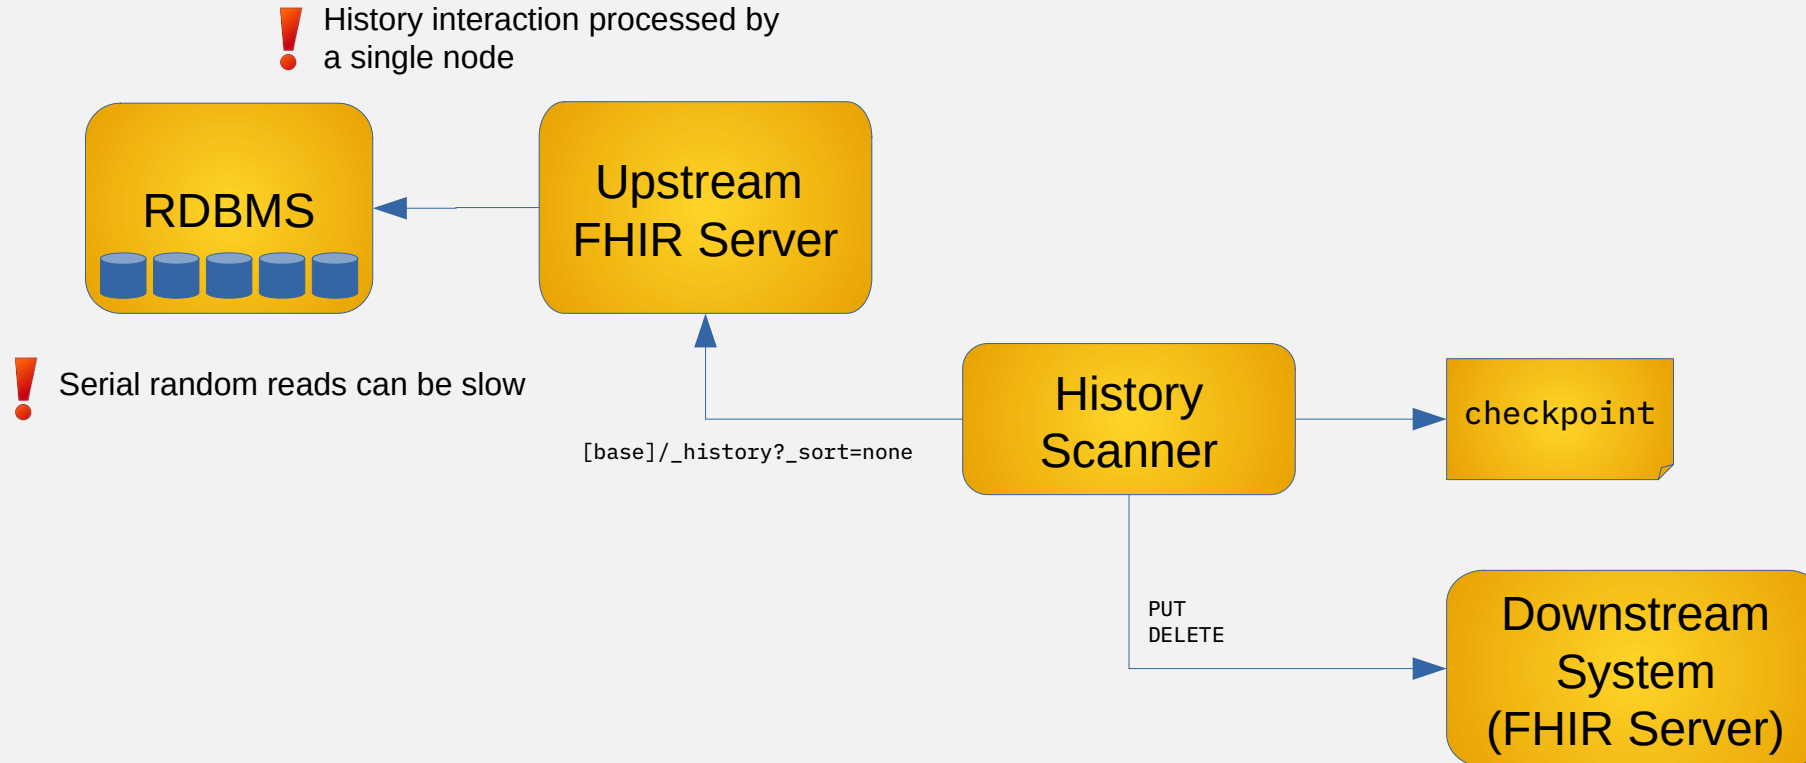 History interaction processed by
a single node
RDBMS
Upstream
FHIR Server
Serial random reads can be slow
[base]/_history?_sort=none
History
Scanner
checkpoint
PUT
DELETE
Downstream
System
(FHIR Server)